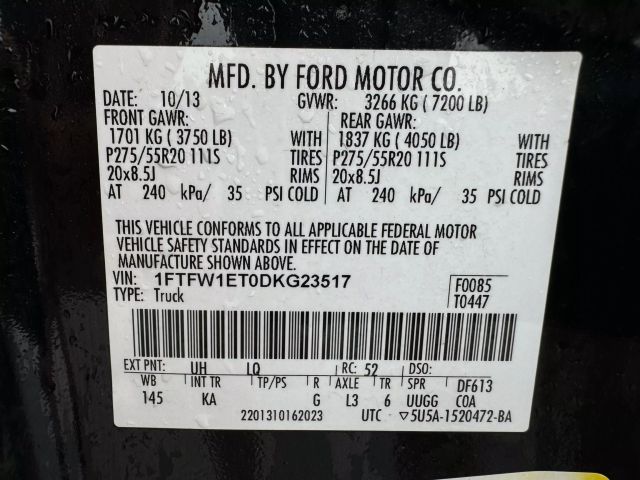 MFD. BY FORD MOTOR CO.
DATE: 10/13 GVWR: 3266 KG ( 7200 LB)
FRONT GAWR: REAR GAWR:
1701 KG ( 3750 LB) WITH 1837 KG ( 4050 LB) WITH
P275/55R20 111S TIRES P275/55R20 111S TIRES
20x8.5J RIMS 20x8.5J RIMS
AT 240 kPa/ 35 PSI COLD AT 240 kPa/ 35 PSI COLD
THIS VEHICLE CONFORMS TO ALL APPLICABLE FEDERAL MOTOR
VEHICLE SAFETY STANDARDS IN EFFECT ON THE DATE OF
MANUFACTURE SHOWN ABOVE.
VIN: 1FTFW1ET0DKG23517 F0085
TYPE: Truck T0447
EXT PNT: UH LQ RC: 52 DSO:
WB INT TR TP/PS R AXLE TR SPR DF613
145 KA G L3 6 UUGG COA
2201310162023 UTC ▽5U5A-1520472-BA